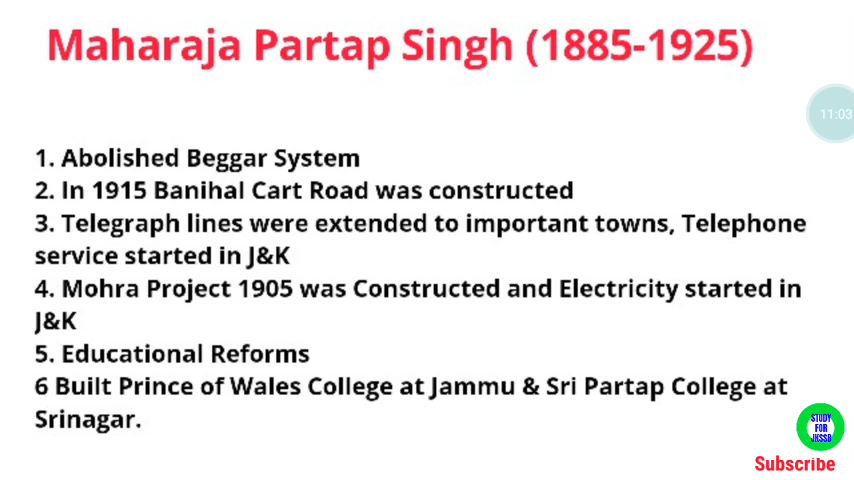 Maharaja Partap Singh (1885-1925)
11:03
1. Abolished Beggar System
2. In 1915 Banihal Cart Road was constructed
3. Telegraph lines were extended to important towns, Telephone
service started in J&K
4. Mohra Project 1905 was Constructed and Electricity started in
J&K
5. Educational Reforms
6 Built Prince of Wales College at Jammu & Sri Partap College at
Srinagar.
STUDY
FOR
JKSSB
Subscribe